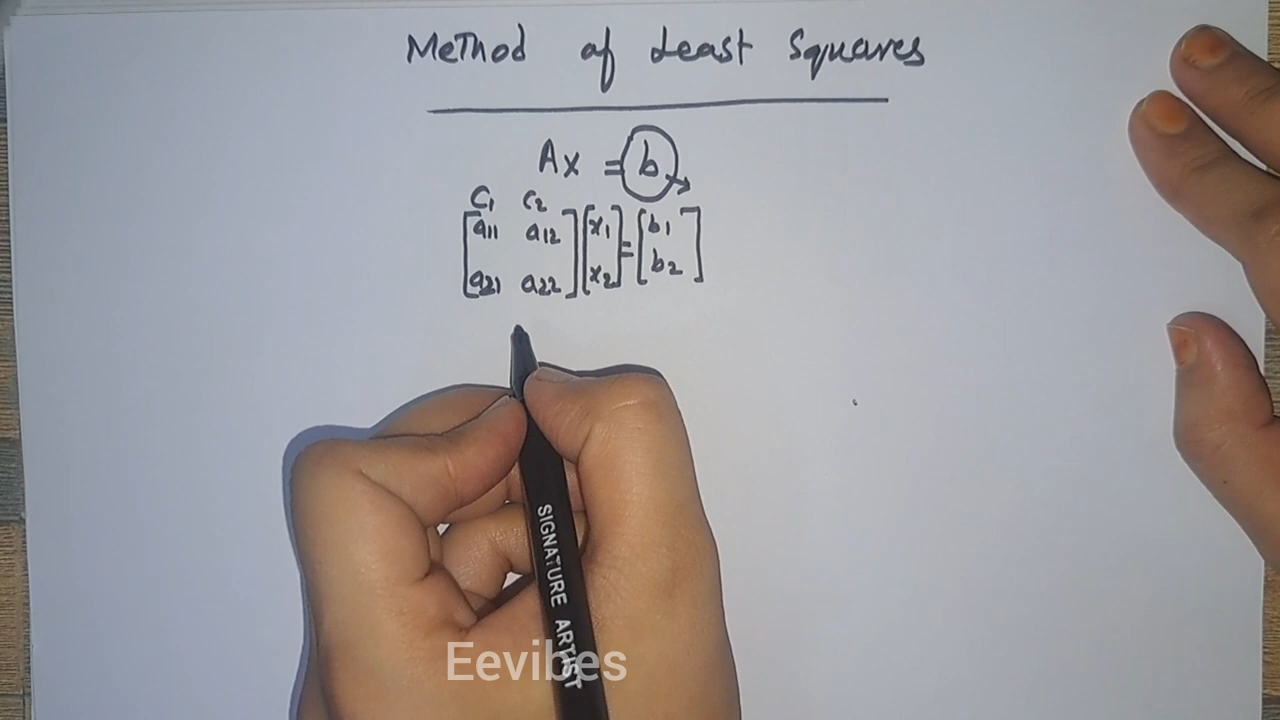 Method of Least Squares
Ax = b
C1 C2
[a11 a12] [x1] = [b1]
[a21 a22] [x2] [b2]
SIGNATURE ARTIST
Eevibes